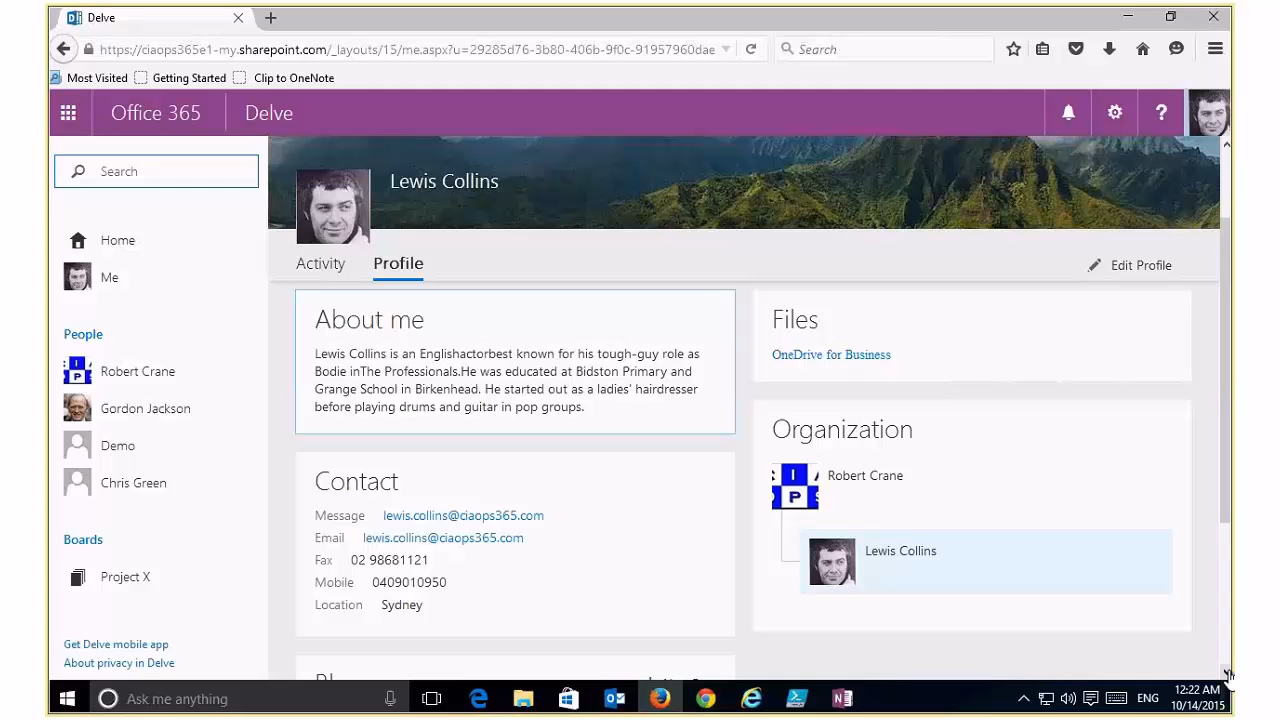 Delve
https://ciaops365e1-my.sharepoint.com/_layouts/15/me.aspx?u=29285d76-3b80-406b-9f0c-91957960dae
Search
Most Visited Getting Started Clip to OneNote
Office 365 Delve
?
Search
Lewis Collins
Home
Me
Activity Profile
Edit Profile
People
Robert Crane
Gordon Jackson
Demo
Chris Green
Boards
Project X
Get Delve mobile app
About privacy in Delve
About me
Lewis Collins is an Englishactorbest known for his tough-guy role as
Bodie inThe Professionals.He was educated at Bidston Primary and
Grange School in Birkenhead. He started out as a ladies' hairdresser
before playing drums and guitar in pop groups.
Contact
Message lewis.collins@ciaops365.com
Email lewis.collins@ciaops365.com
Fax 02 98681121
Mobile 0409010950
Location Sydney
Files
OneDrive for Business
Organization
Robert Crane
Lewis Collins
Ask me anything
ENG
12:22 AM
10/14/2015